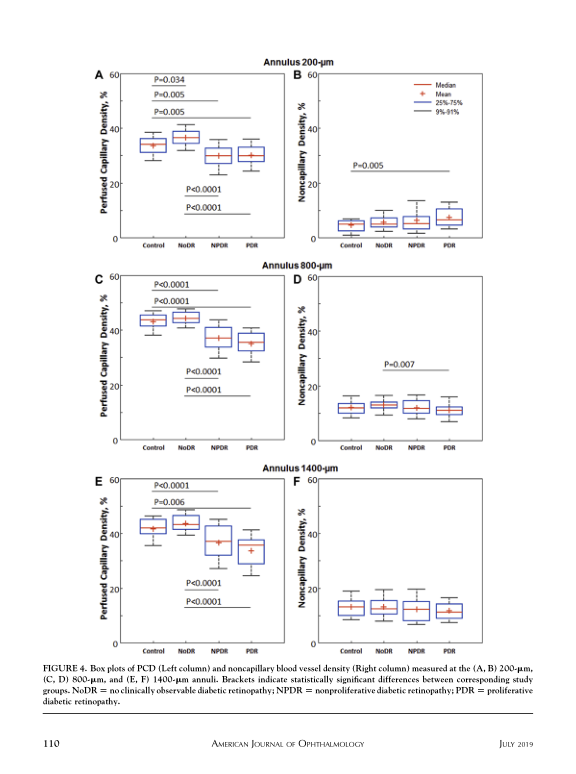 Annulus 200-µm
A
Perfused Capillary Density, %
60
40
20
0
P=0.034
P=0.005
P=0.005
P<0.0001
P<0.0001
Control NoDR NPDR PDR
B
Noncapillary Density, %
60
40
20
0
Median
Mean
25%-75%
9%-91%
P=0.005
Control NoDR NPDR PDR
Annulus 800-µm
C
Perfused Capillary Density, %
60
40
20
0
P<0.0001
P<0.0001
P<0.0001
P<0.0001
Control NoDR NPDR PDR
D
Noncapillary Density, %
60
40
20
0
P=0.007
Control NoDR NPDR PDR
Annulus 1400-µm
E
Perfused Capillary Density, %
60
40
20
0
P<0.0001
P=0.006
P<0.0001
P<0.0001
Control NoDR NPDR PDR
F
Noncapillary Density, %
60
40
20
0
Control NoDR NPDR PDR
FIGURE 4. Box plots of PCD (Left column) and noncapillary blood vessel density (Right column) measured at the (A, B) 200-µm,
(C, D) 800-µm, and (E, F) 1400-µm annuli. Brackets indicate statistically significant differences between corresponding study
groups. NoDR = no clinically observable diabetic retinopathy; NPDR = nonproliferative diabetic retinopathy; PDR = proliferative
diabetic retinopathy.
110 AMERICAN JOURNAL OF OPHTHALMOLOGY JULY 2019